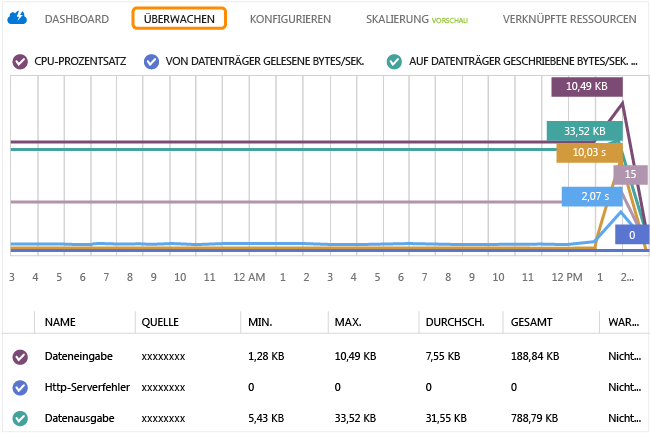 DASHBOARD ÜBERWACHEN KONFIGURIEREN SKALIERUNG VORSCHAU VERKNÜPFTE RESSOURCEN
CPU-PROZENTSATZ VON DATENTRÄGER GELESENE BYTES/SEK. AUF DATENTRÄGER GESCHRIEBENE BYTES/SEK. ...
10,49 KB
33,52 KB
10,03 s
15
2,07 s
0
3 4 5 6 7 8 9 10 11 12 AM 1 2 3 4 5 6 7 8 9 10 11 12 PM 1 2...
NAME QUELLE MIN. MAX. DURCHSCH. GESAMT WAR...
Dateneingabe xxxxxxxx 1,28 KB 10,49 KB 7,55 KB 188,84 KB Nicht...
Http-Serverfehler xxxxxxxx 0 0 0 0 Nicht...
Datenausgabe xxxxxxxx 5,43 KB 33,52 KB 31,55 KB 788,79 KB Nicht...